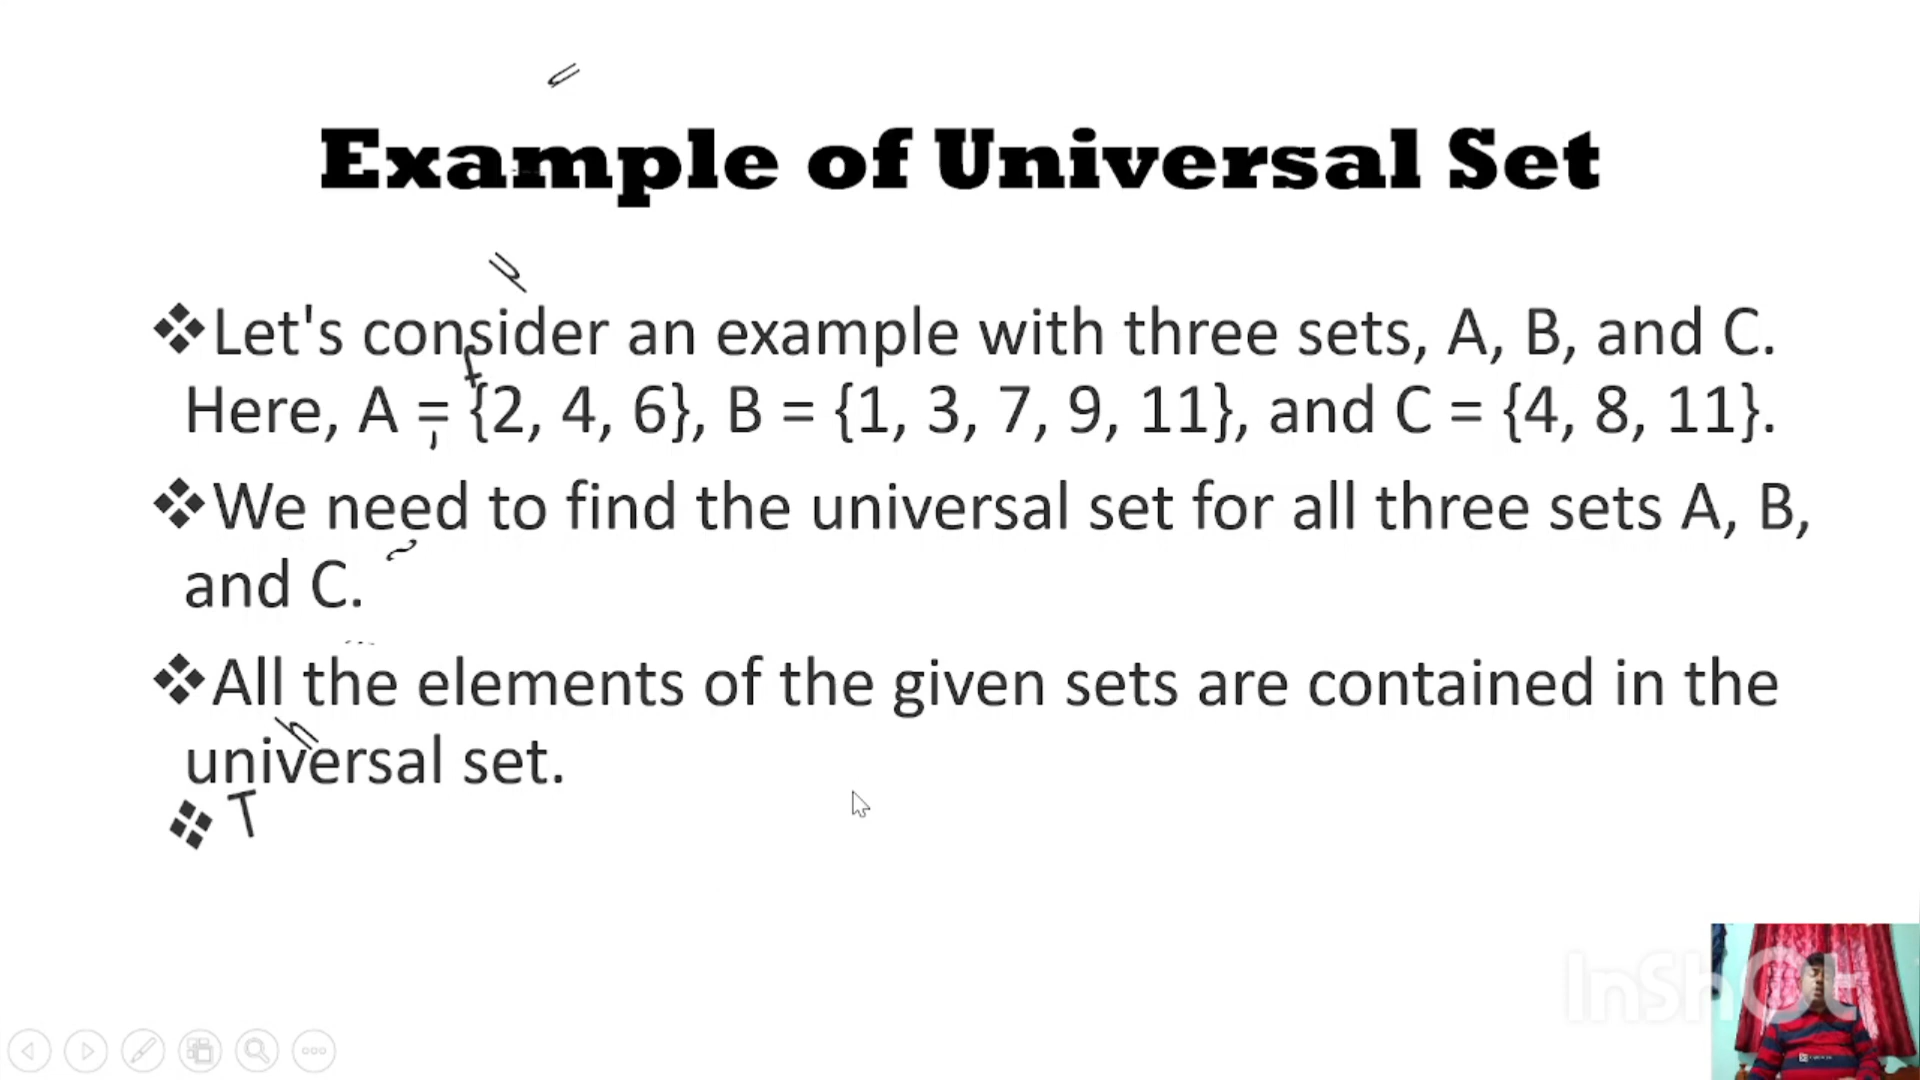 Example of Universal Set
❖Let's consider an example with three sets, A, B, and C.
Here, A = {2, 4, 6}, B = {1, 3, 7, 9, 11}, and C = {4, 8, 11}.
❖We need to find the universal set for all three sets A, B,
and C.
❖All the elements of the given sets are contained in the
universal set.
❖ T
InShOt